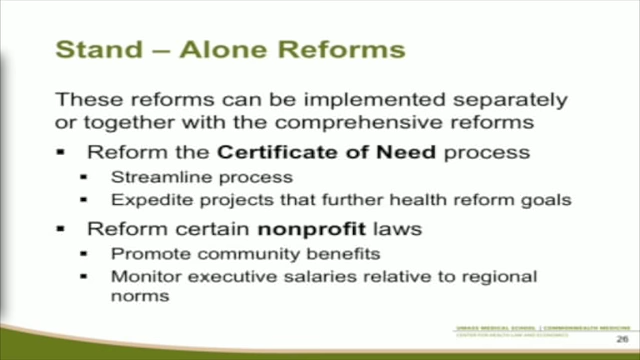 Stand – Alone Reforms
These reforms can be implemented separately
or together with the comprehensive reforms
▪ Reform the Certificate of Need process
▪ Streamline process
▪ Expedite projects that further health reform goals
▪ Reform certain nonprofit laws
▪ Promote community benefits
▪ Monitor executive salaries relative to regional
norms
UMASS MEDICAL SCHOOL | COMMONWEALTH MEDICINE
CENTER FOR HEALTH LAW AND ECONOMICS
26